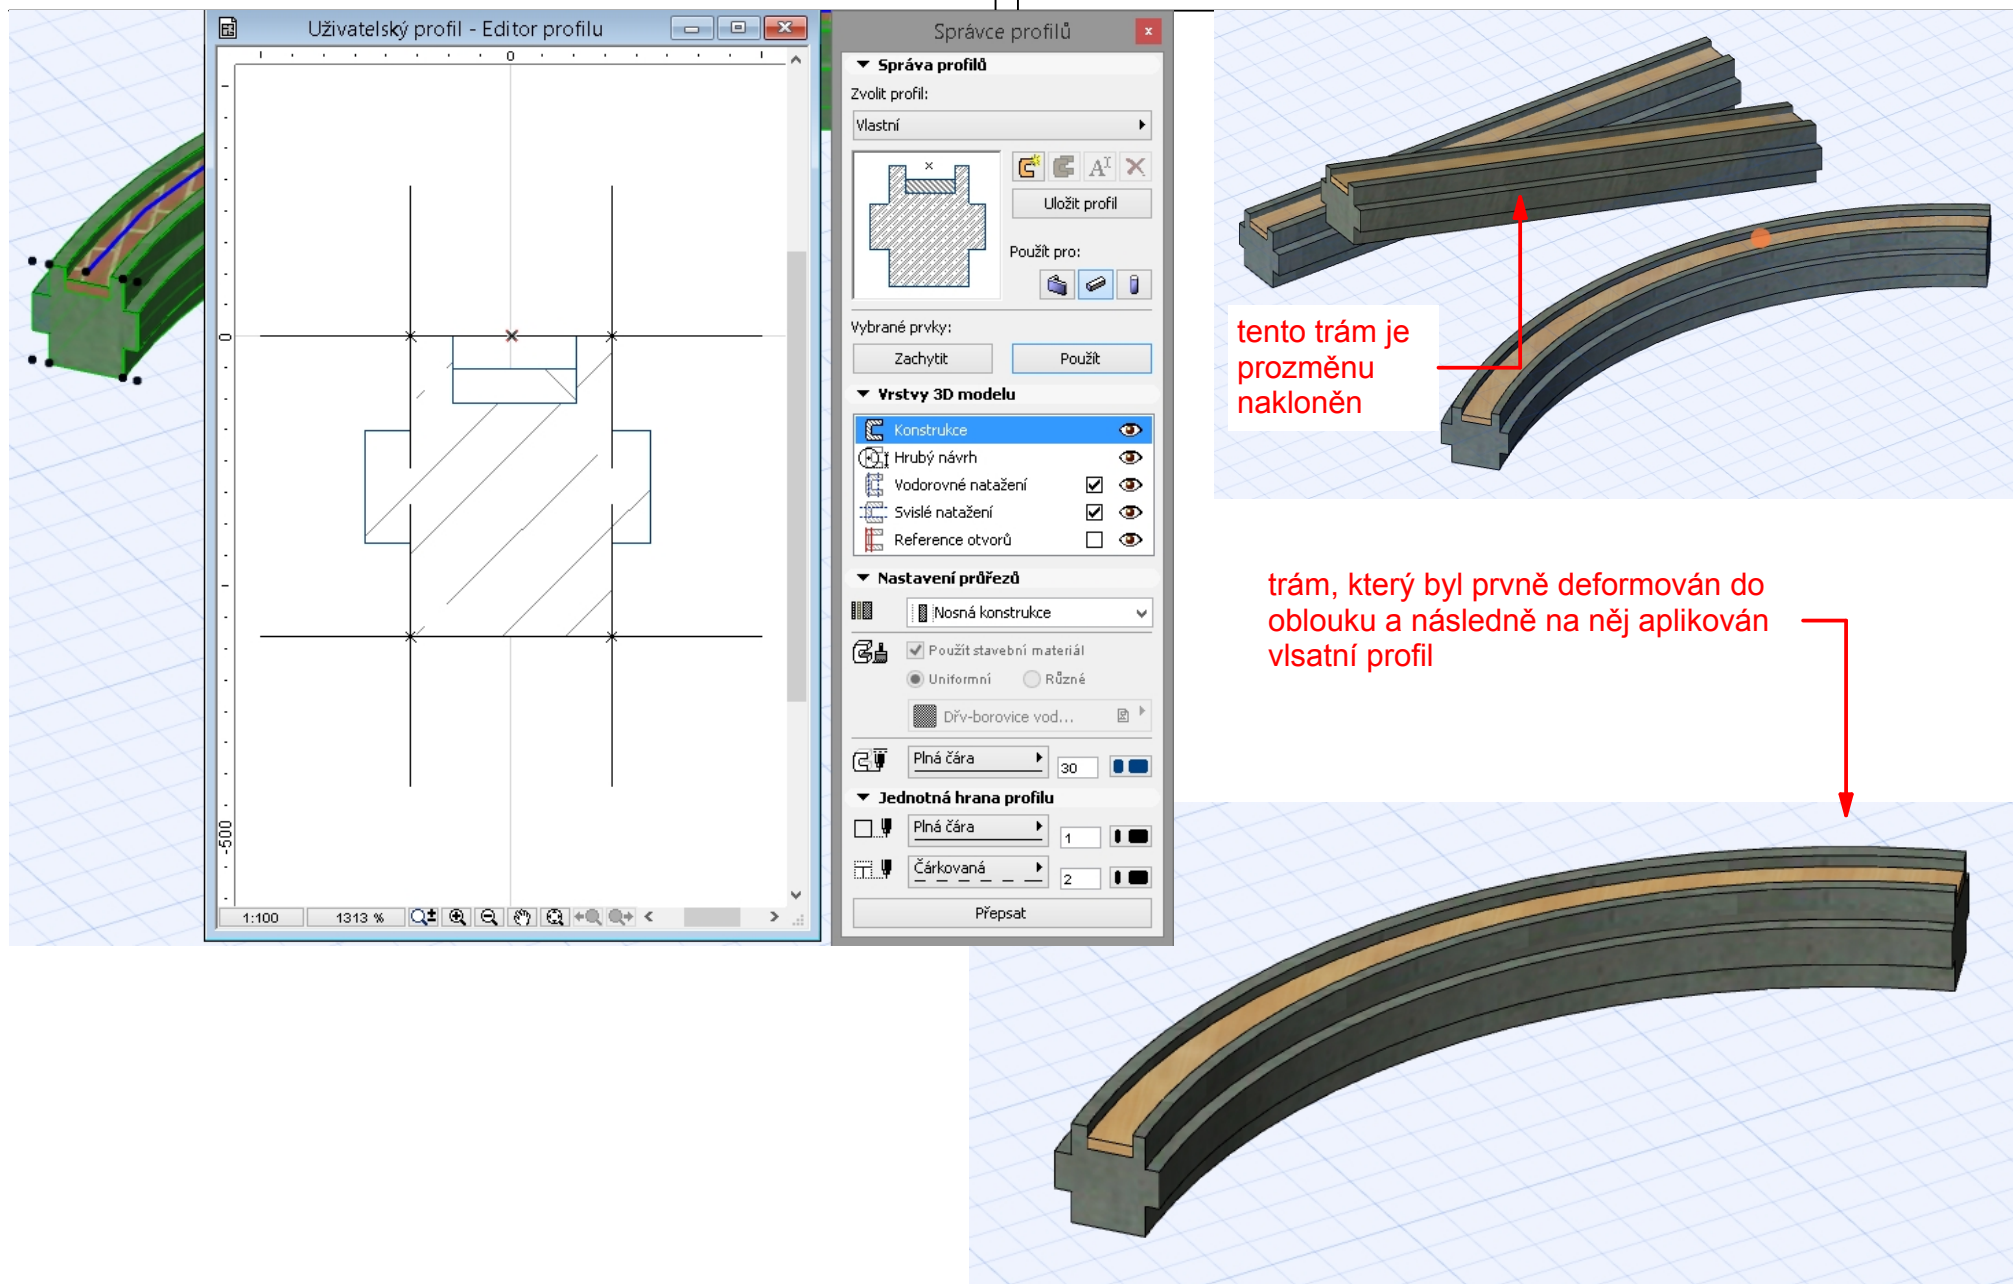 Uživatelský profil - Editor profilu
0
0
-500
1:100
1313 %
Správce profilů
Správa profilů
Zvolit profil:
Vlastní
Uložit profil
Použít pro:
Vybrané prvky:
Zachytit
Použít
Vrstvy 3D modelu
Konstrukce
Hrubý návrh
Vodorovné natažení
Svislé natažení
Reference otvorů
Nastavení průřezů
Nosná konstrukce
Použít stavební materiál
Uniformní
Různé
Dřv-borovice vod...
Plná čára
30
Jednotná hrana profilu
Plná čára
1
Čárkovaná
2
Přepsat
tento trám je
prozměnu
nakloněn
trám, který byl prvně deformován do
oblouku a následně na něj aplikován
vlsatní profil